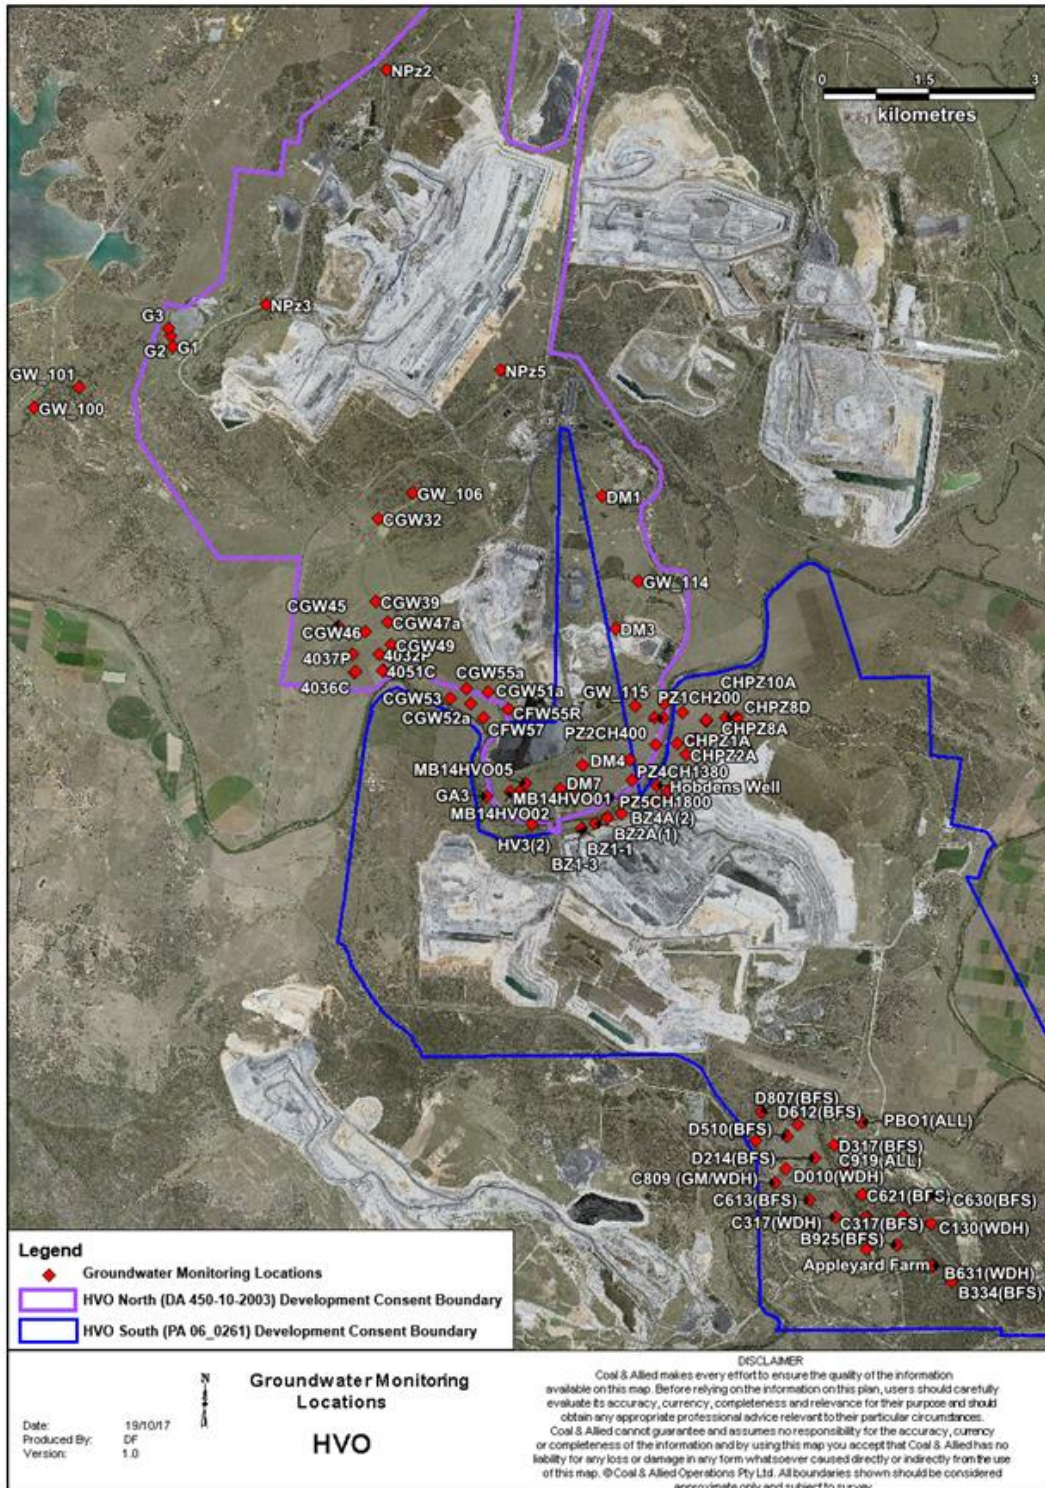 NPz2
0 1.5 3
kilometres
G3
NPz3
G2 G1
GW_101
NPz5
GW_100
GW_106
DM1
CGW32
GW_114
CGW45
CGW39
CGW47a
DM3
CGW46
CGW49
4037P
4032P
4051C
CHPZ10A
4036C
CGW55a
CGW51a
GW_115
PZ1CH200
CHPZ8D
CGW53
CFW55R
CHPZ8A
CGW52a
CFW57
PZ2CH400
CHPZ1A
CHPZ2A
DM4
MB14HVO05
PZ4CH1380
DM7
Hobdens Well
GA3
MB14HVO01
PZ5CH1800
MB14HVO02
BZ4A(2)
BZ2A(1)
HV3(2)
BZ1-1
BZ1-3
D807(BFS)
D612(BFS)
PBO1(ALL)
D510(BFS)
D317(BFS)
D214(BFS)
C919(ALL)
D010(WDH)
C809 (GM/WDH)
C621(BFS)
C630(BFS)
C613(BFS)
C317(WDH)
C317(BFS)
C130(WDH)
B925(BFS)
Appleyard Farm
B631(WDH)
B334(BFS)
Legend
Groundwater Monitoring Locations
HVO North (DA 450-10-2003) Development Consent Boundary
HVO South (PA 06_0261) Development Consent Boundary
N
Groundwater Monitoring
Locations
HVO
Date: 19/10/17
Produced By: DF
Version: 1.0
DISCLAIMER
Coal & Allied makes every effort to ensure the quality of the information
available on this map. Before relying on the information on this plan, users should carefully
evaluate its accuracy, currency, completeness and relevance for their purpose and should
obtain any appropriate professional advice relevant to their particular circumstances.
Coal & Allied cannot guarantee and assumes no responsibility for the accuracy, currency
or completeness of the information and by using this map you accept that Coal & Allied has no
liability for any loss or damage in any form whatsoever caused directly or indirectly from the use
of this map. © Coal & Allied Operations Pty Ltd. All boundaries shown should be considered
approximate only and subject to survey.